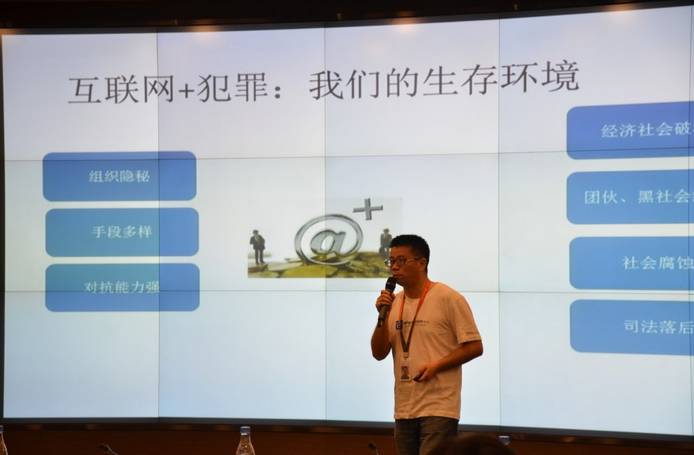 互联网+犯罪：我们的生存环境
组织隐秘
手段多样
对抗能力强
@+
经济社会破
团伙、黑社会
社会腐蚀
司法落后